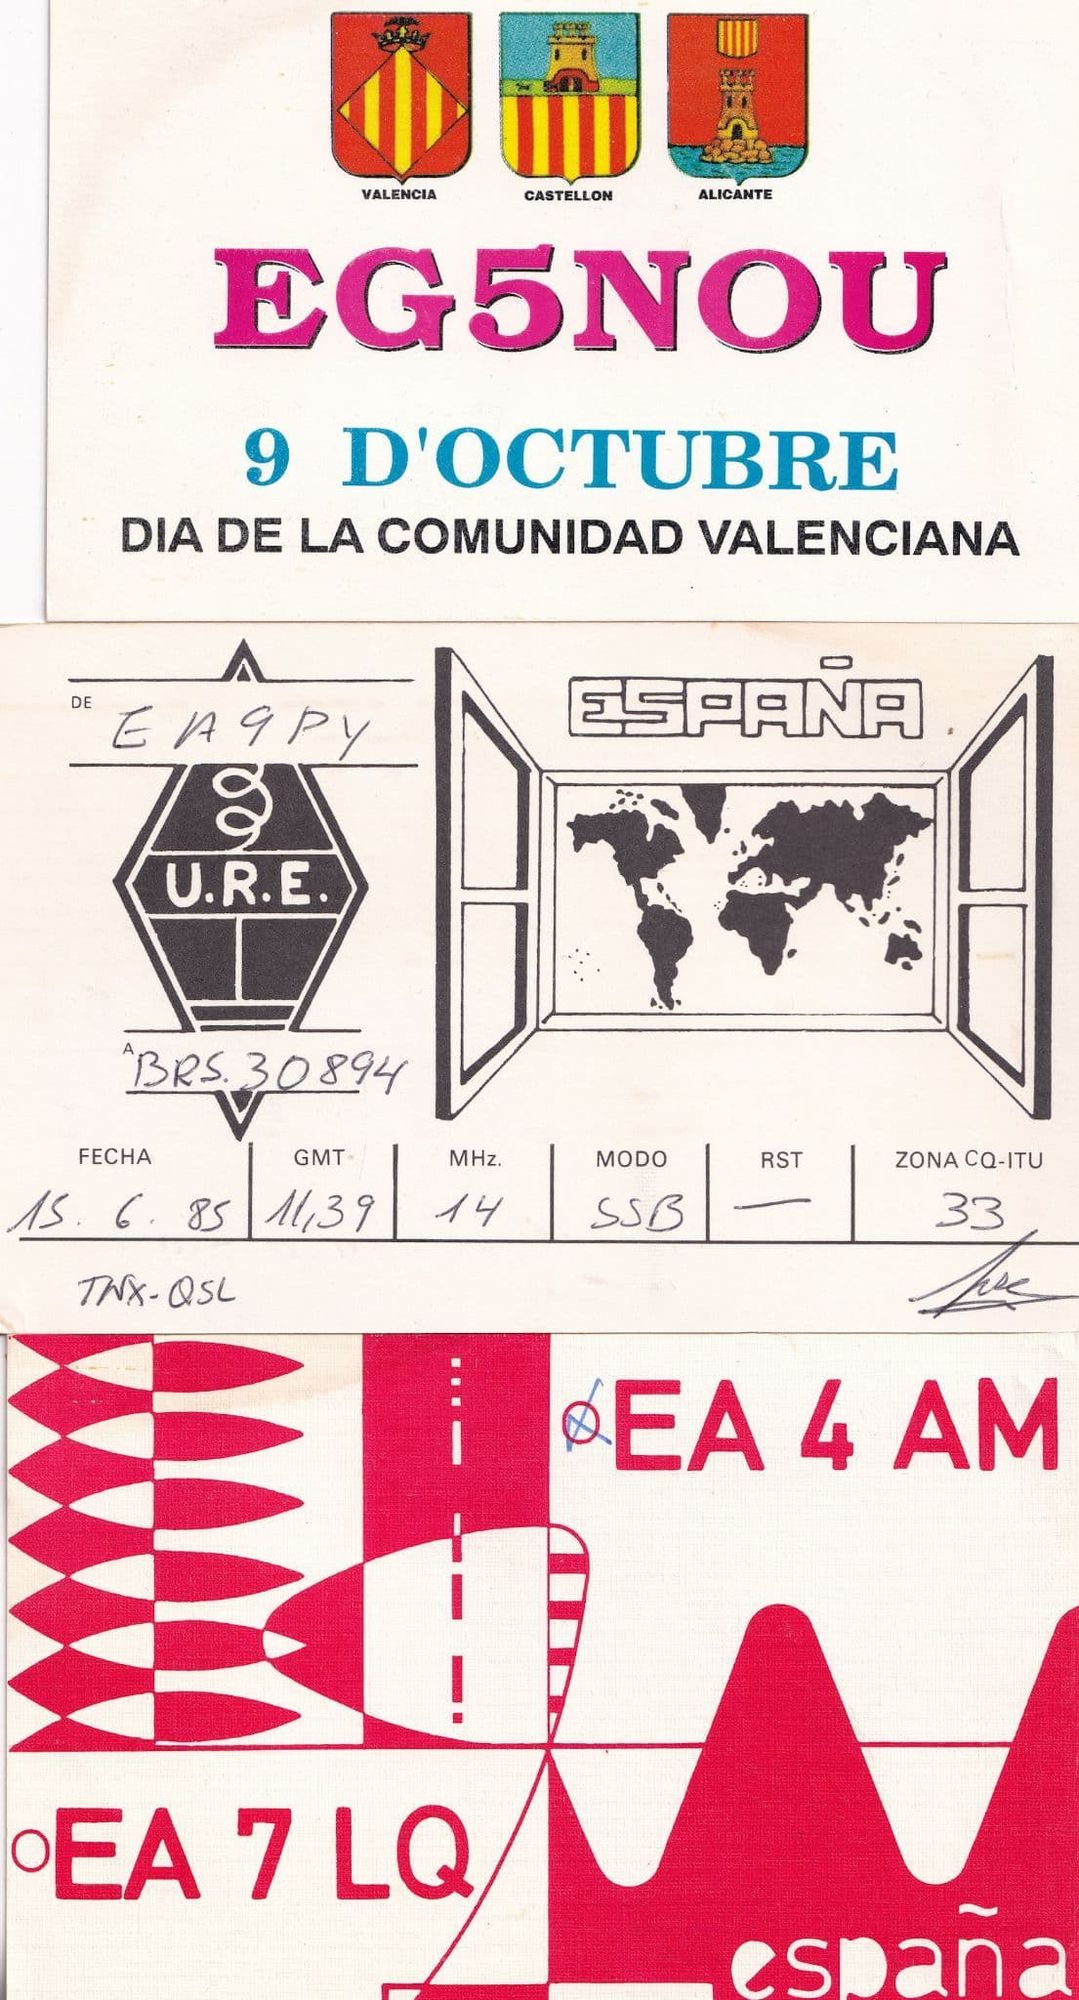 VALENCIA CASTELLON ALICANTE
EG5NOU
9 D'OCTUBRE
DIA DE LA COMUNIDAD VALENCIANA
DE
EA9PY
ESPAÑA
U.R.E.
A BRS.30894
FECHA GMT MHz. MODO RST ZONA CQ-ITU
15. 6. 85 11,39 14 SSB — 33
TNX-QSL
EA 4 AM
EA 7 LQ
españa